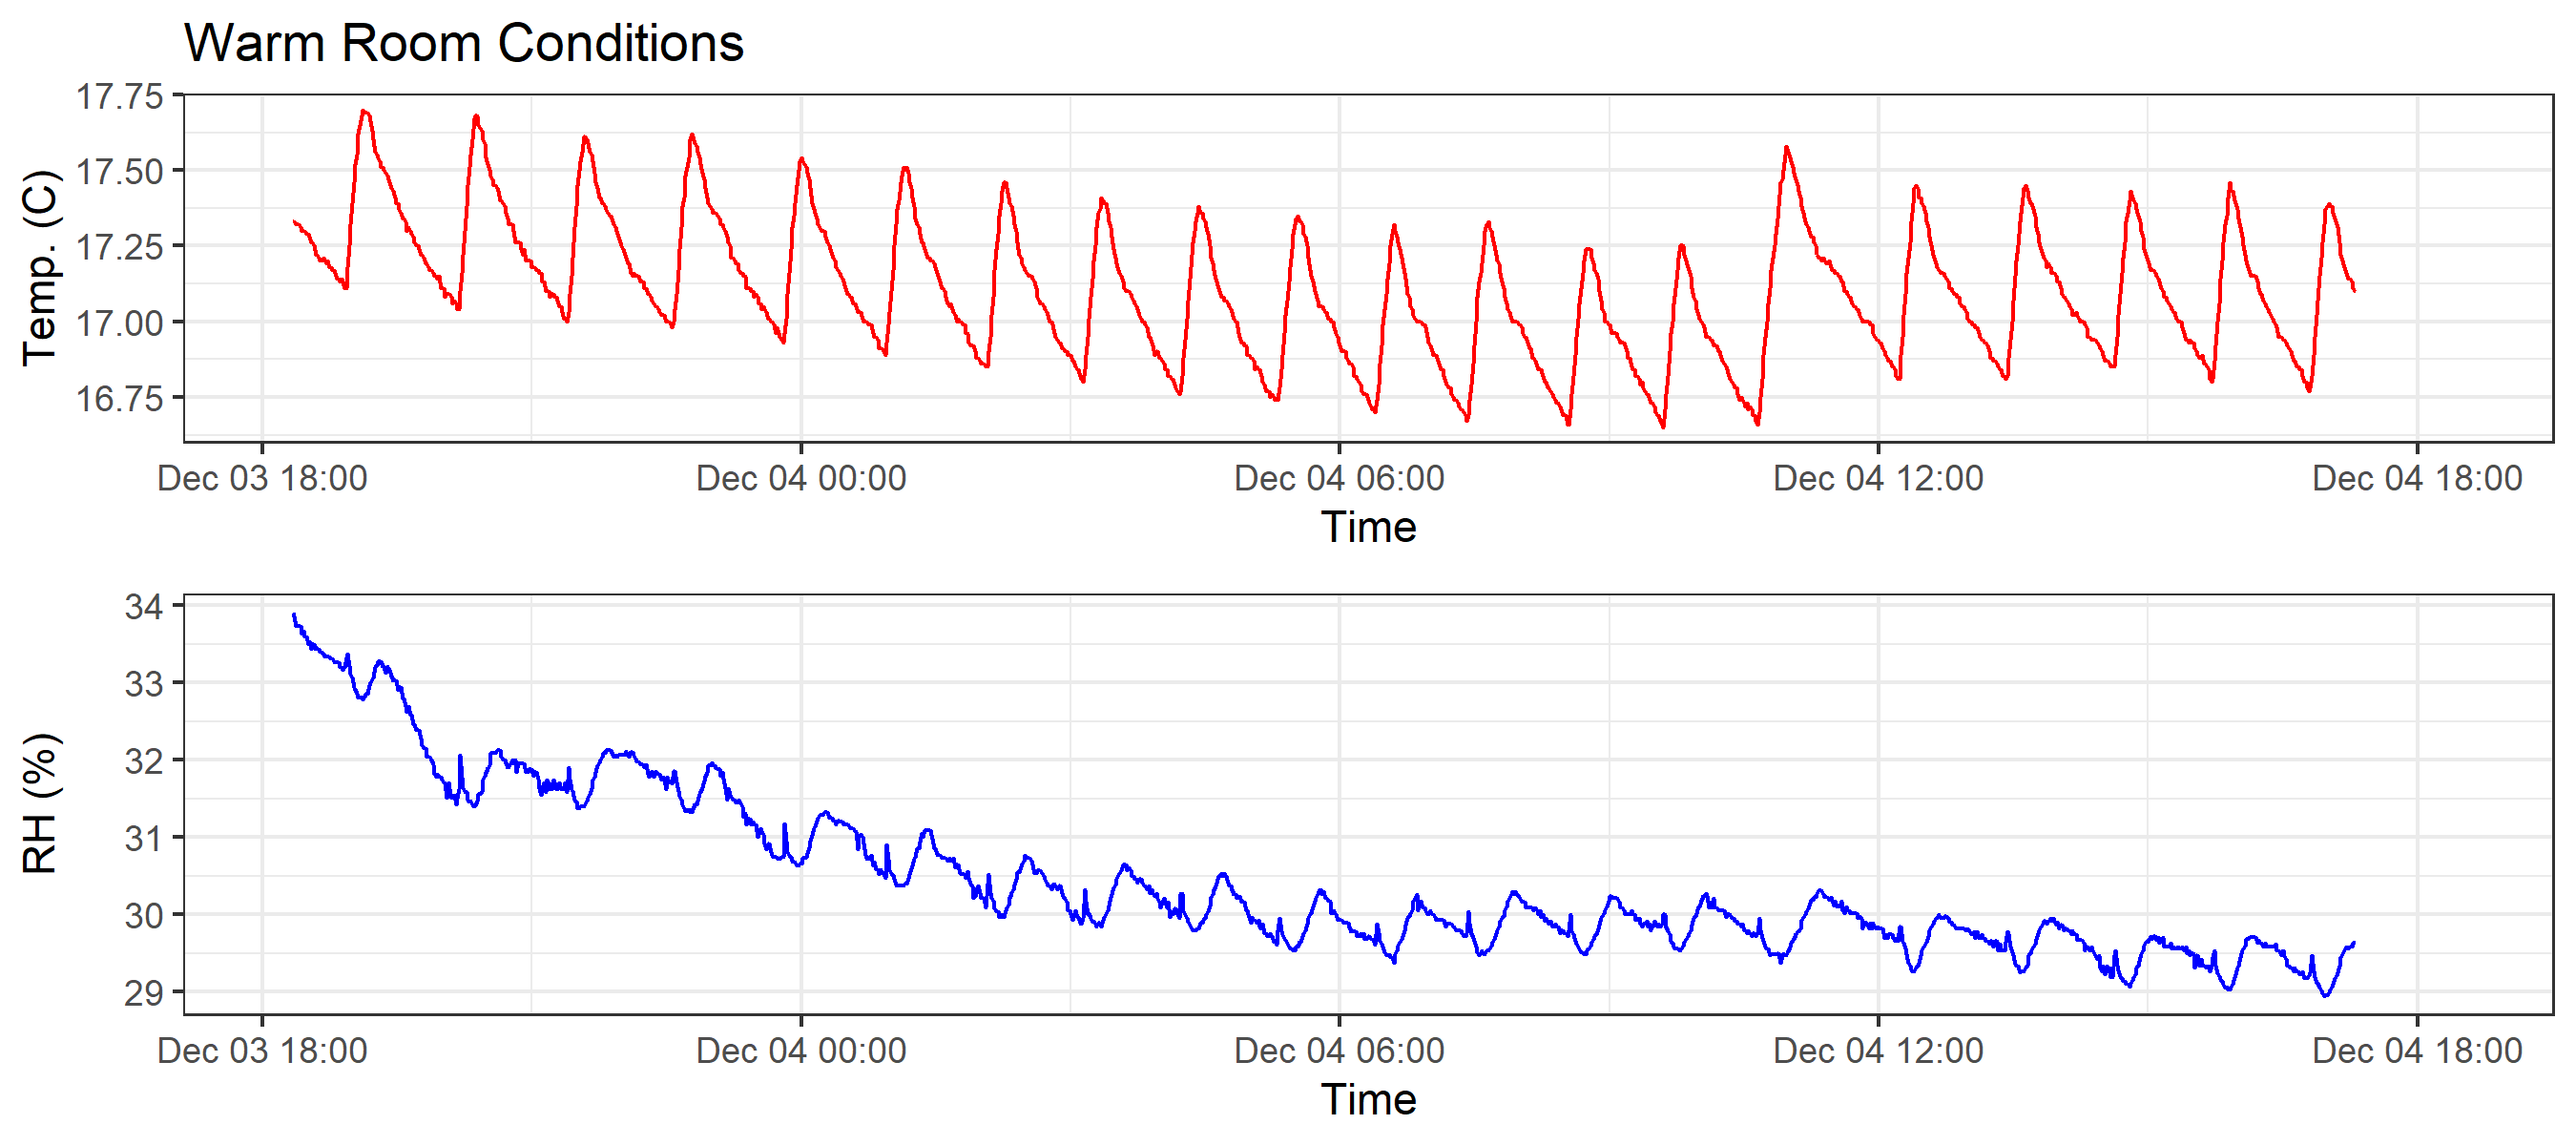 Warm Room Conditions
17.75
17.50
17.25
17.00
16.75
Temp. (C)
Dec 03 18:00 Dec 04 00:00 Dec 04 06:00 Dec 04 12:00 Dec 04 18:00
Time
34
33
32
31
30
29
RH (%)
Dec 03 18:00 Dec 04 00:00 Dec 04 06:00 Dec 04 12:00 Dec 04 18:00
Time